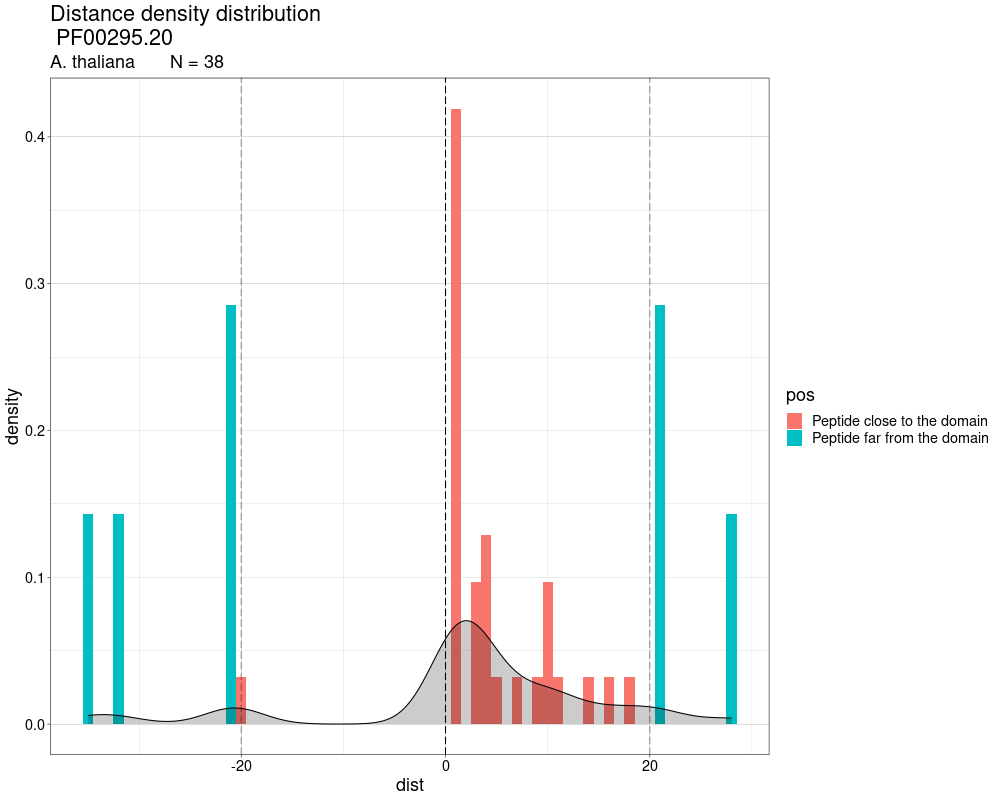 Distance density distribution
PF00295.20
A. thaliana N = 38
0.4
0.3
0.2
0.1
0.0
density
-20
0
20
dist
pos
Peptide close to the domain
Peptide far from the domain